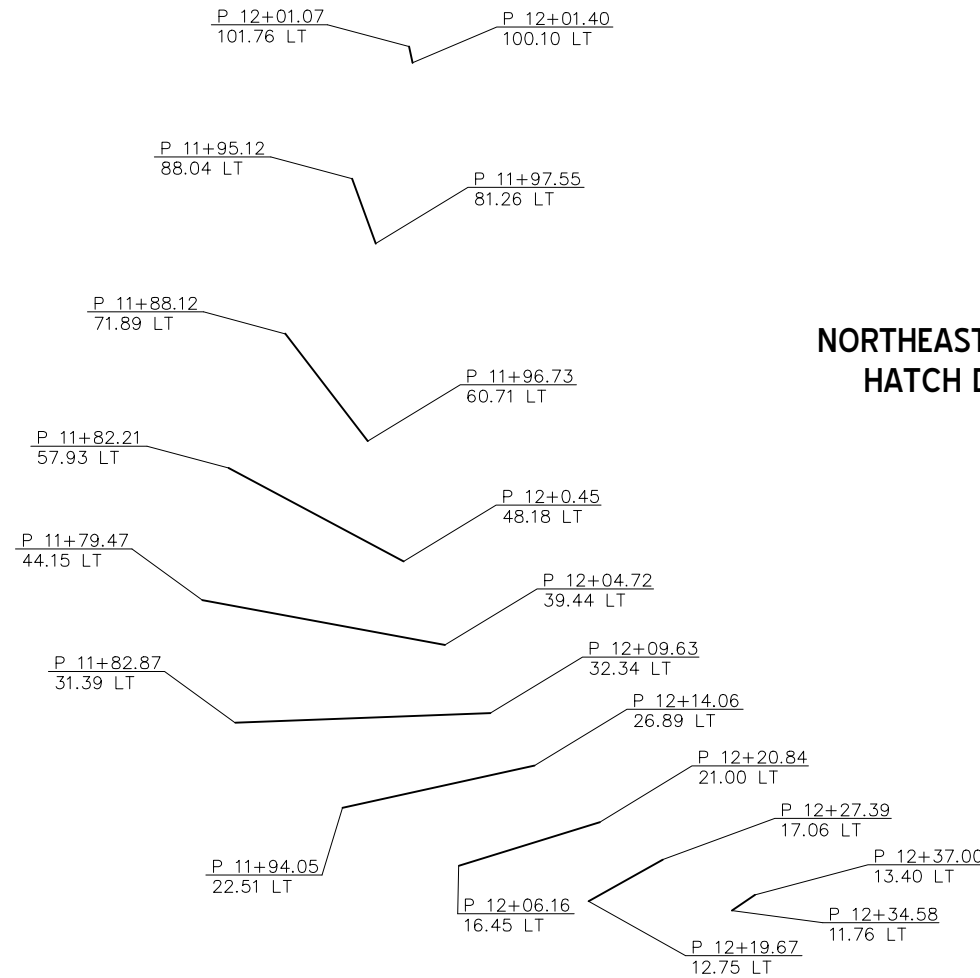 P 12+01.07
101.76 LT
P 12+01.40
100.10 LT
P 11+95.12
88.04 LT
P 11+97.55
81.26 LT
P 11+88.12
71.89 LT
NORTHEAST
HATCH D
P 11+96.73
60.71 LT
P 11+82.21
57.93 LT
P 12+0.45
48.18 LT
P 11+79.47
44.15 LT
P 12+04.72
39.44 LT
P 11+82.87
31.39 LT
P 12+09.63
32.34 LT
P 12+14.06
26.89 LT
P 12+20.84
21.00 LT
P 12+27.39
17.06 LT
P 12+37.00
13.40 LT
P 11+94.05
22.51 LT
P 12+06.16
16.45 LT
P 12+34.58
11.76 LT
P 12+19.67
12.75 LT